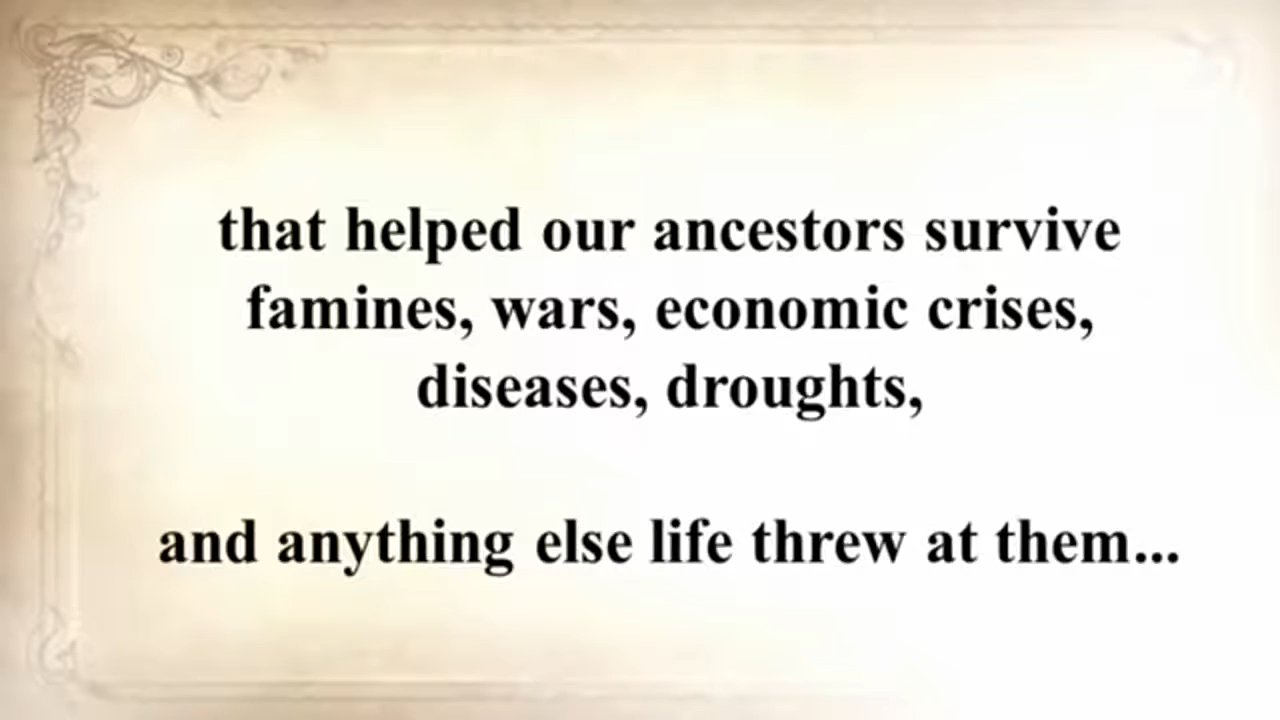 that helped our ancestors survive
famines, wars, economic crises,
diseases, droughts,
and anything else life threw at them...